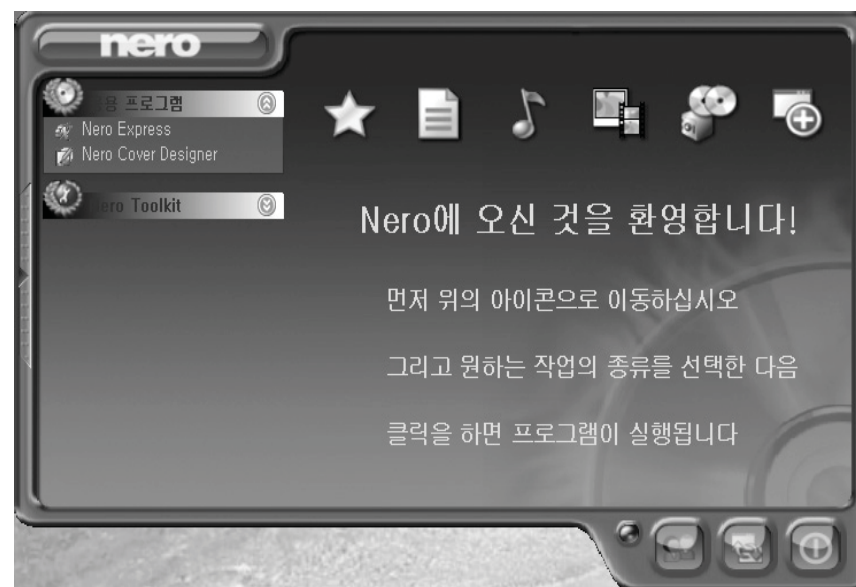 nero
용 프로그램
Nero Express
Nero Cover Designer
ero Toolkit
Nero에 오신 것을 환영합니다!
먼저 위의 아이콘으로 이동하십시오
그리고 원하는 작업의 종류를 선택한 다음
클릭을 하면 프로그램이 실행됩니다